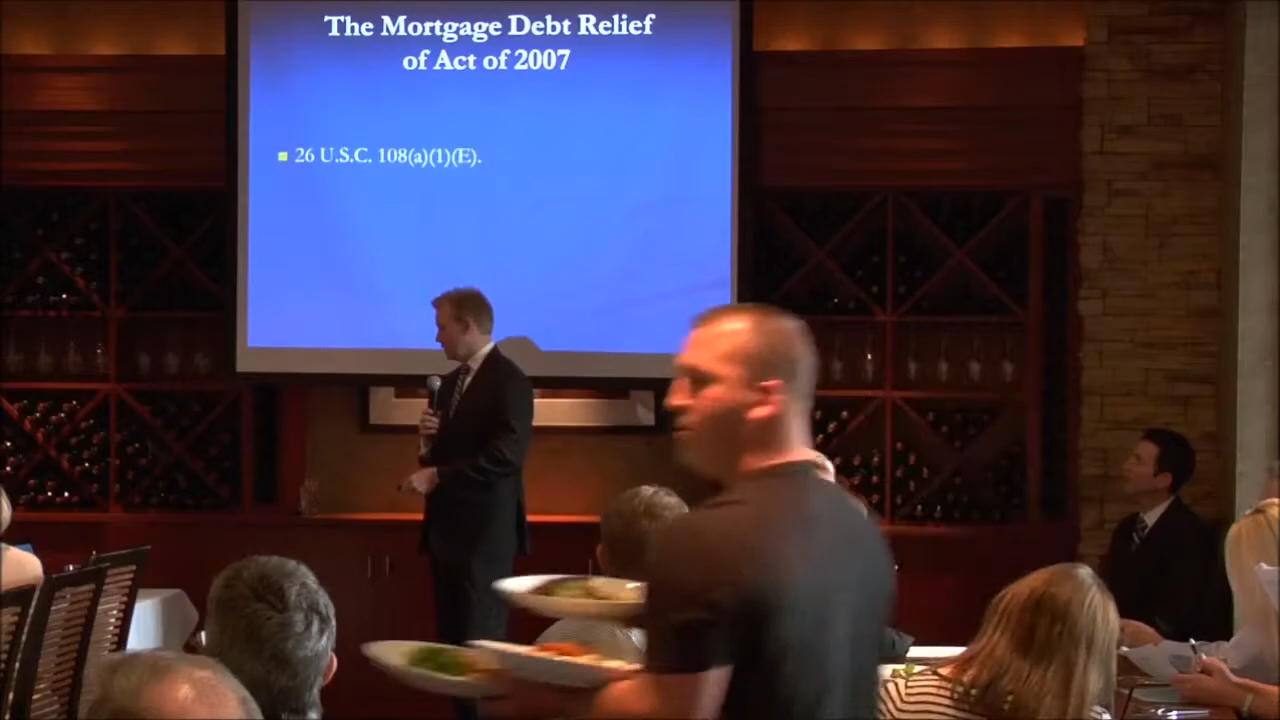 The Mortgage Debt Relief
of Act of 2007
26 U.S.C. 108(a)(1)(E).